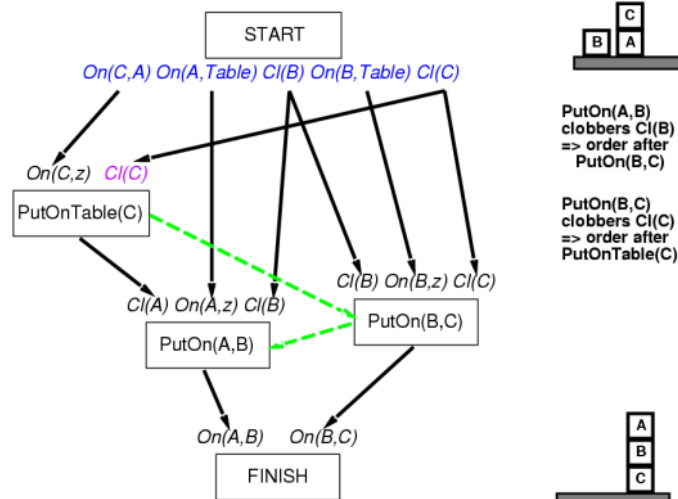 START
On(C,A) On(A,Table) Cl(B) On(B,Table) Cl(C)
C
B A
PutOn(A,B)
clobbers Cl(B)
=> order after
PutOn(B,C)
On(C,z) Cl(C)
PutOnTable(C)
PutOn(B,C)
clobbers Cl(C)
=> order after
PutOnTable(C)
Cl(B) On(B,z) Cl(C)
PutOn(B,C)
Cl(A) On(A,z) Cl(B)
PutOn(A,B)
On(A,B) On(B,C)
FINISH
A
B
C